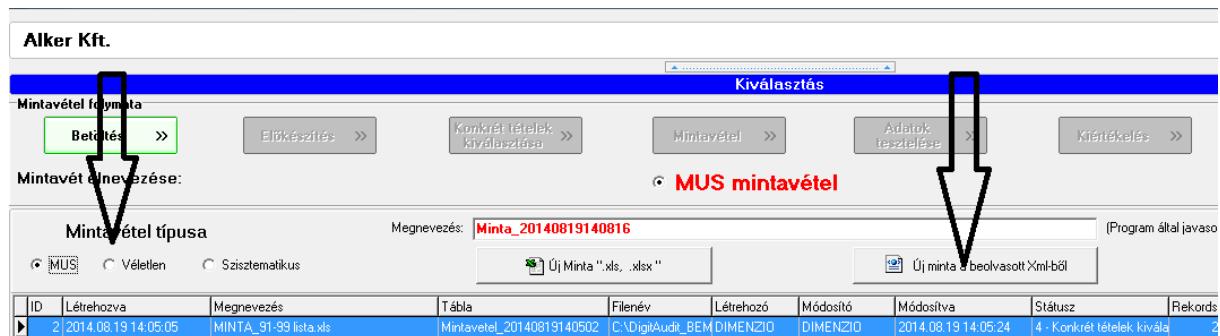 Alker Kft.
Kiválasztás
Mintavétel folymata
Betöltés >> Előkészítés >> Konkrét tételek kiválasztása >> Mintavétel >> Adatok tesztelése >> Kiértékelés >>
Mintavét elnevezése: MUS mintavétel
Mintavétel típusa Megnevezés: Minta_20140819140816 (Program által javaso
MUS Véletlen Szisztematikus Új Minta ".xls, .xlsx " Új minta a beolvasott Xml-ből
ID Létrehozva Megnevezés Tábla Filenév Létrehozó Módosító Módosítva Státusz Rekords
2 2014.08.19 14:05:05 MINTA_91-99 lista.xls Mintavetel_20140819140502 C:\DigitAudit_BEM DIMENZIO DIMENZIO 2014.08.19 14:05:24 4 - Konkrét tételek kivála 2